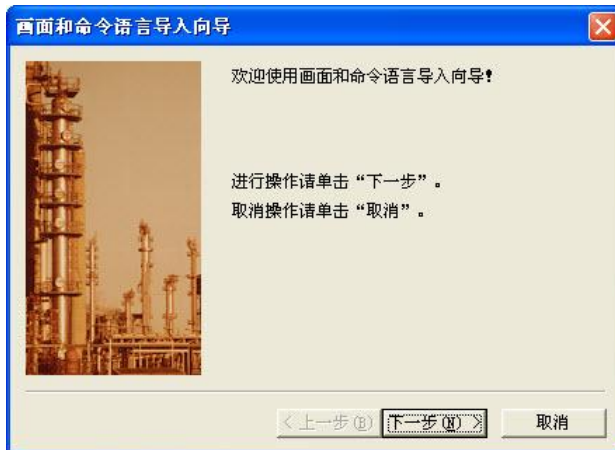 画面和命令语言导入向导
欢迎使用画面和命令语言导入向导!
进行操作请单击“下一步”。
取消操作请单击“取消”。
< 上一步(B) 下一步(N) > 取消